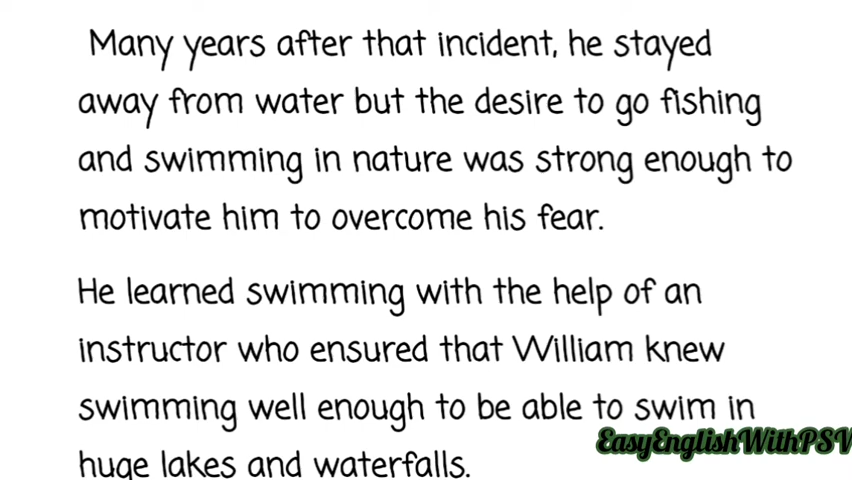 Many years after that incident, he stayed
away from water but the desire to go fishing
and swimming in nature was strong enough to
motivate him to overcome his fear.
He learned swimming with the help of an
instructor who ensured that William knew
swimming well enough to be able to swim in
huge lakes and waterfalls.
EasyEnglishWithPSV